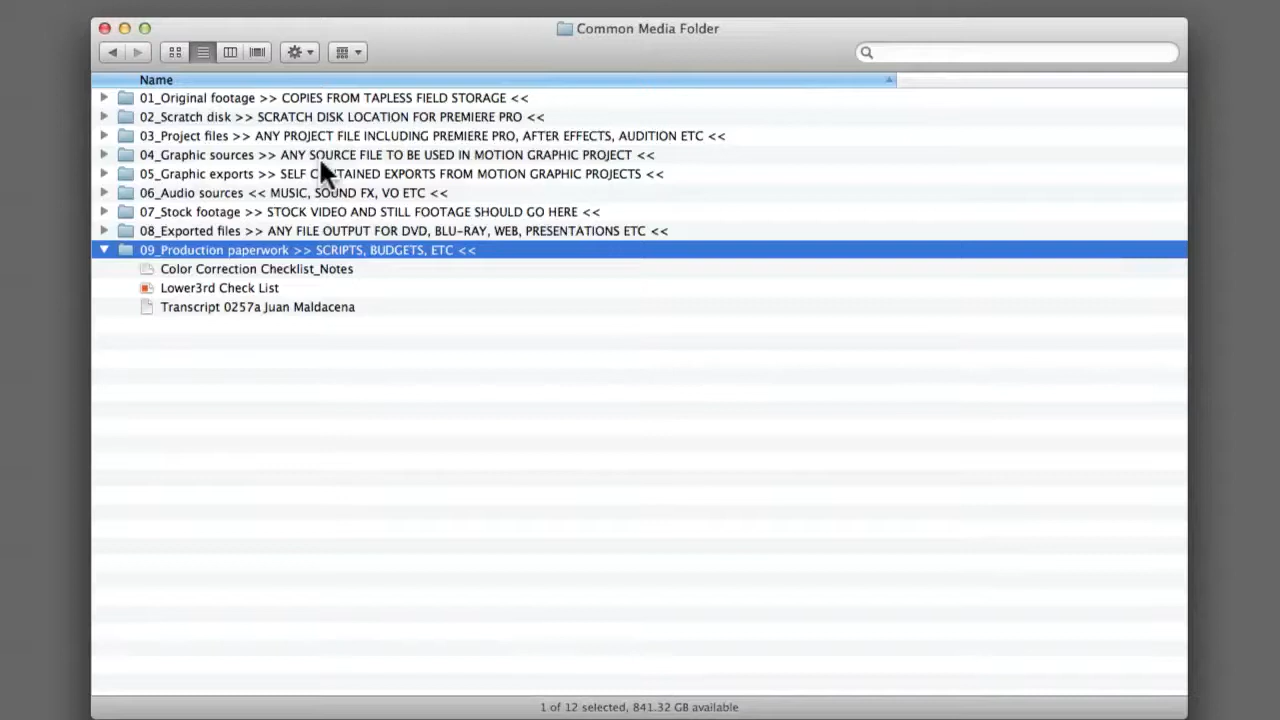 Common Media Folder
Name
01_Original footage >> COPIES FROM TAPLESS FIELD STORAGE <<
02_Scratch disk >> SCRATCH DISK LOCATION FOR PREMIERE PRO <<
03_Project files >> ANY PROJECT FILE INCLUDING PREMIERE PRO, AFTER EFFECTS, AUDITION ETC <<
04_Graphic sources >> ANY SOURCE FILE TO BE USED IN MOTION GRAPHIC PROJECT <<
05_Graphic exports >> SELF CONTAINED EXPORTS FROM MOTION GRAPHIC PROJECTS <<
06_Audio sources << MUSIC, SOUND FX, VO ETC <<
07_Stock footage >> STOCK VIDEO AND STILL FOOTAGE SHOULD GO HERE <<
08_Exported files >> ANY FILE OUTPUT FOR DVD, BLU-RAY, WEB, PRESENTATIONS ETC <<
09_Production paperwork >> SCRIPTS, BUDGETS, ETC <<
Color Correction Checklist_Notes
Lower3rd Check List
Transcript 0257a Juan Maldacena
1 of 12 selected, 841.32 GB available